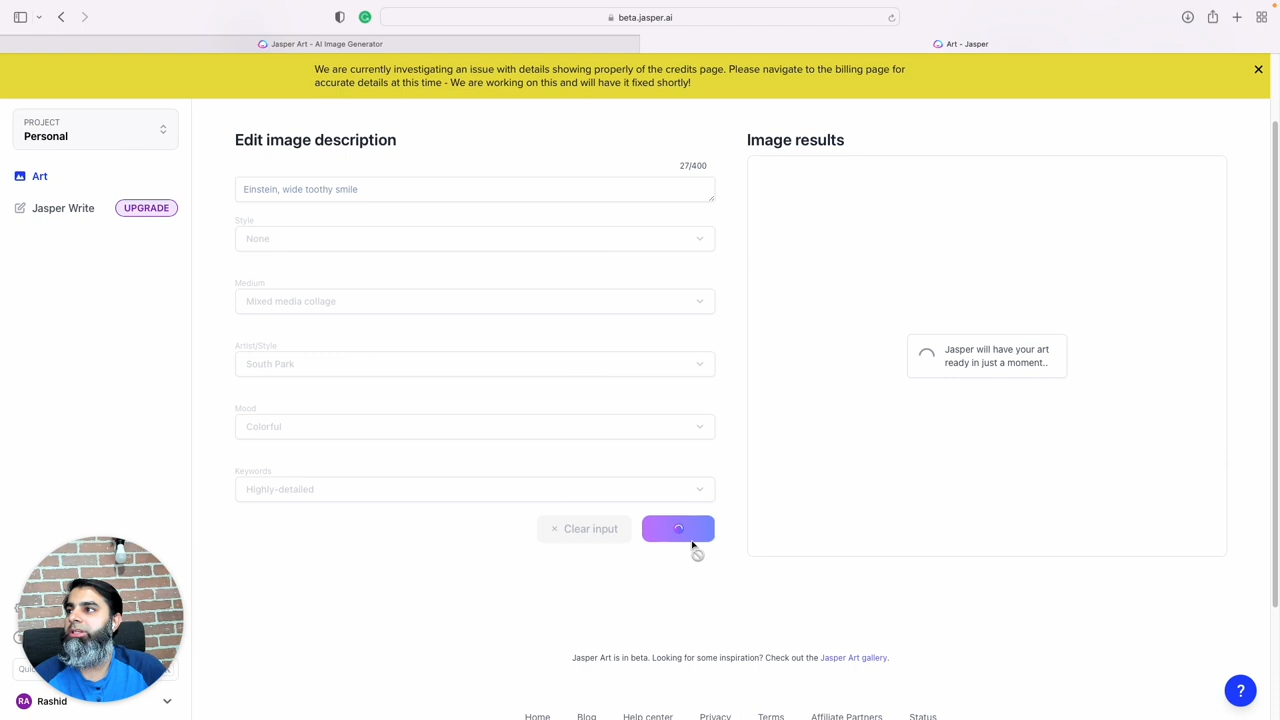 beta.jasper.ai
Jasper Art - AI Image Generator
Art - Jasper
We are currently investigating an issue with details showing properly of the credits page. Please navigate to the billing page for
accurate details at this time - We are working on this and will have it fixed shortly!
PROJECT
Personal
Art
Jasper Write
UPGRADE
RA
Rashid
Edit image description
27/400
Einstein, wide toothy smile
Style
None
Medium
Mixed media collage
Artist/Style
South Park
Mood
Colorful
Keywords
Highly-detailed
× Clear input
Image results
Jasper will have your art
ready in just a moment..
Jasper Art is in beta. Looking for some inspiration? Check out the Jasper Art gallery.
Home Blog Help center Privacy Terms Affiliate Partners Status
?